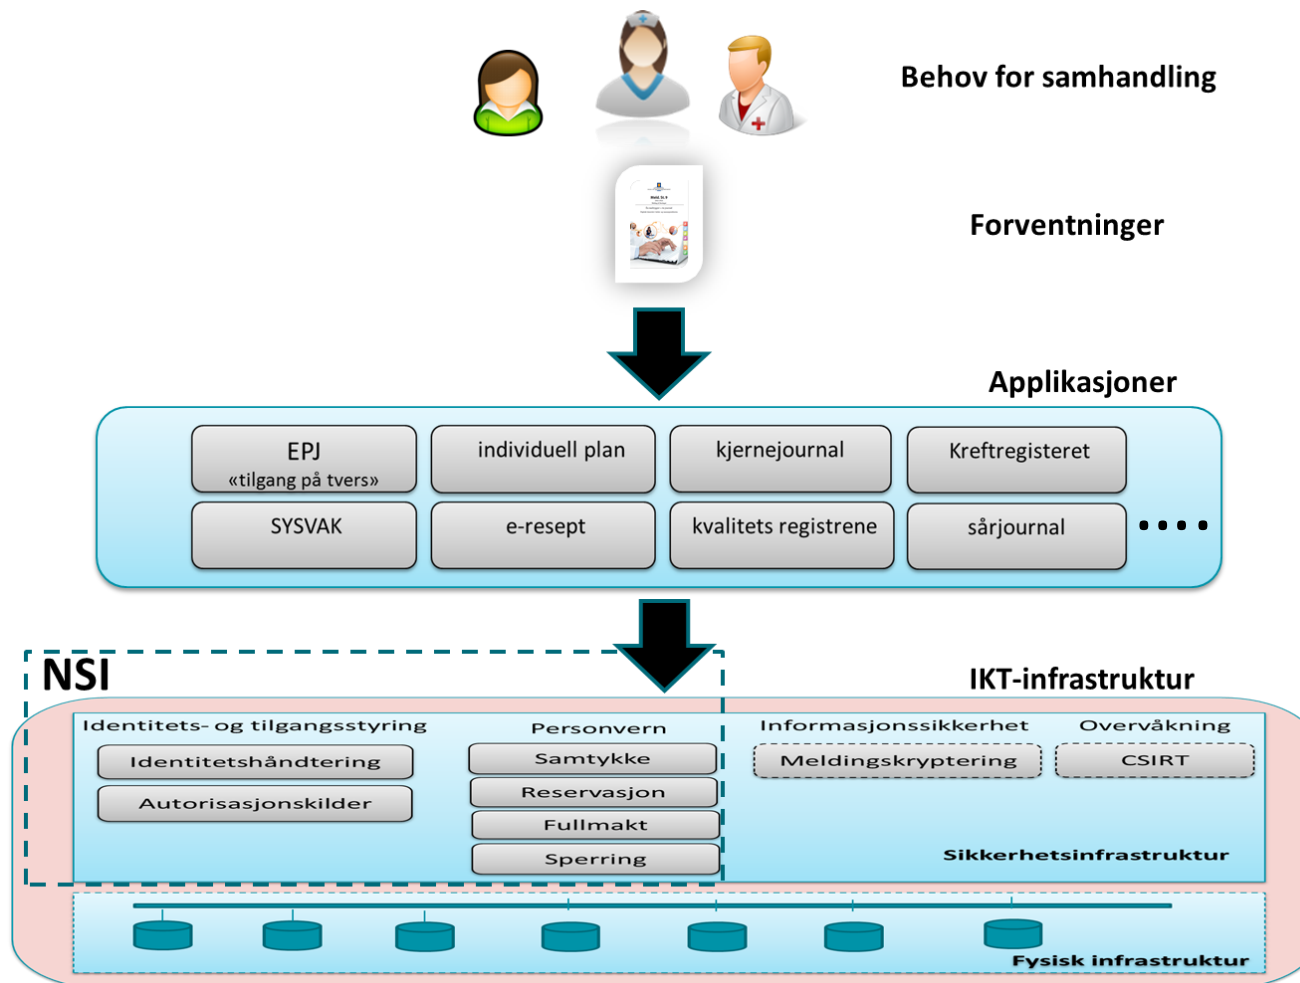 Behov for samhandling
Forventninger
Applikasjoner
EPJ
«tilgang på tvers»
individuell plan
kjernejournal
Kreftregisteret
SYSVAK
e-resept
kvalitets registrene
sårjournal
....
NSI
IKT-infrastruktur
Identitets- og tilgangsstyring
Personvern
Informasjonssikkerhet
Overvåkning
Identitetshåndtering
Samtykke
Meldingskryptering
CSIRT
Autorisasjonskilder
Reservasjon
Fullmakt
Sperring
Sikkerhetsinfrastruktur
Fysisk infrastruktur